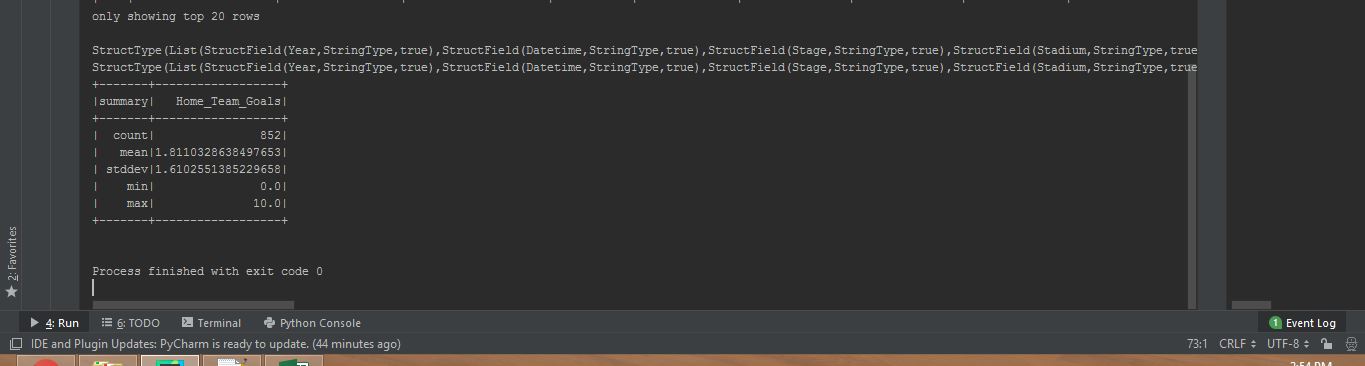 only showing top 20 rows
StructType(List(StructField(Year,StringType,true),StructField(Datetime,StringType,true),StructField(Stage,StringType,true),StructField(Stadium,StringType,true
StructType(List(StructField(Year,StringType,true),StructField(Datetime,StringType,true),StructField(Stage,StringType,true),StructField(Stadium,StringType,true
+-------+------------------+
|summary|   Home_Team_Goals|
+-------+------------------+
|  count|               852|
|   mean|1.8110328638497653|
| stddev|1.6102551385229658|
|    min|               0.0|
|    max|              10.0|
+-------+------------------+
Process finished with exit code 0
2: Favorites
4: Run 6: TODO Terminal Python Console 1 Event Log
IDE and Plugin Updates: PyCharm is ready to update. (44 minutes ago) 73:1 CRLF UTF-8